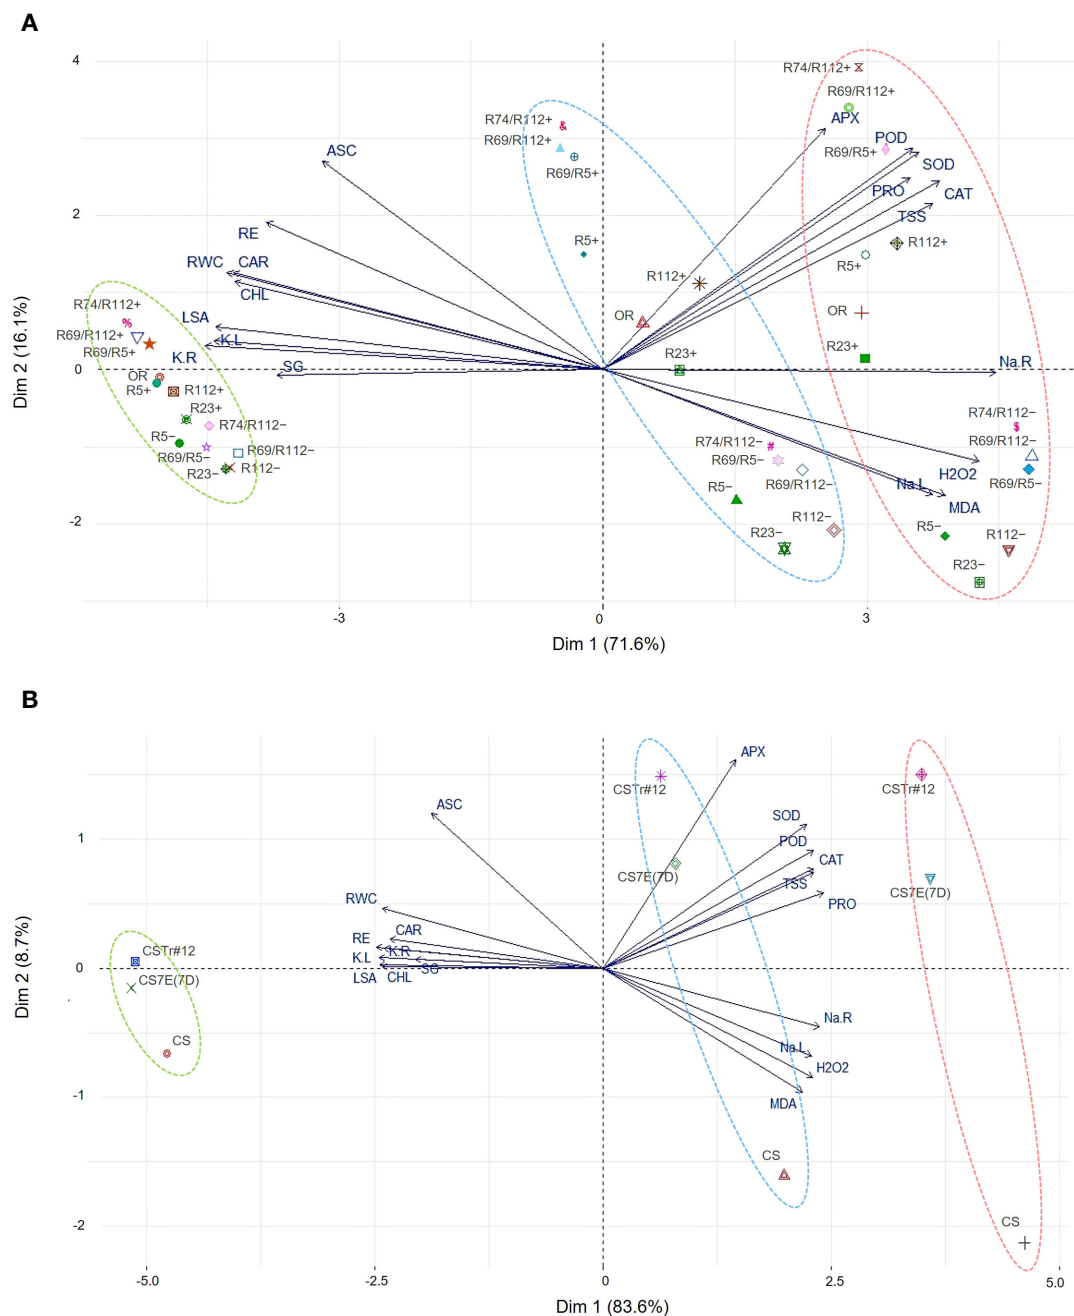 A
4
R74/R112+
R69/R112+
R74/R112+
APX
R69/R112+
POD
ASC
R69/R5+
SOD
R69/R5+
PRO
CAT
2
TSS
RE
R5+
R112+
RWC
CAR
R5+
R112+
CHL
R74/R112+
LSA
OR
OR
R69/R112+
K.L
R69/R5+
R23+
R23+
K.R
SG
Na.R
0
OR
R5+
R112+
R23+
R74/R112−
R74/R112−
R5−
R74/R112−
R69/R112−
R69/R112−
R69/R5−
R69/R5−
R23−
R112−
R69/R112−
H2O2
R69/R5−
R5−
Na.L
MDA
R112−
R5−
-2
R23−
R112−
R23−
-3
0
3
Dim 1 (71.6%)
Dim 2 (16.1%)
B
APX
CSTr#12
CSTr#12
ASC
SOD
1
POD
CAT
CS7E(7D)
TSS
CS7E(7D)
RWC
PRO
CAR
RE
CSTr#12
K.R
K.L
0
SG
CS7E(7D)
LSA
CHL
Na.R
CS
Na.L
H2O2
-1
MDA
CS
CS
-2
-5.0
-2.5
0
2.5
5.0
Dim 1 (83.6%)
Dim 2 (8.7%)